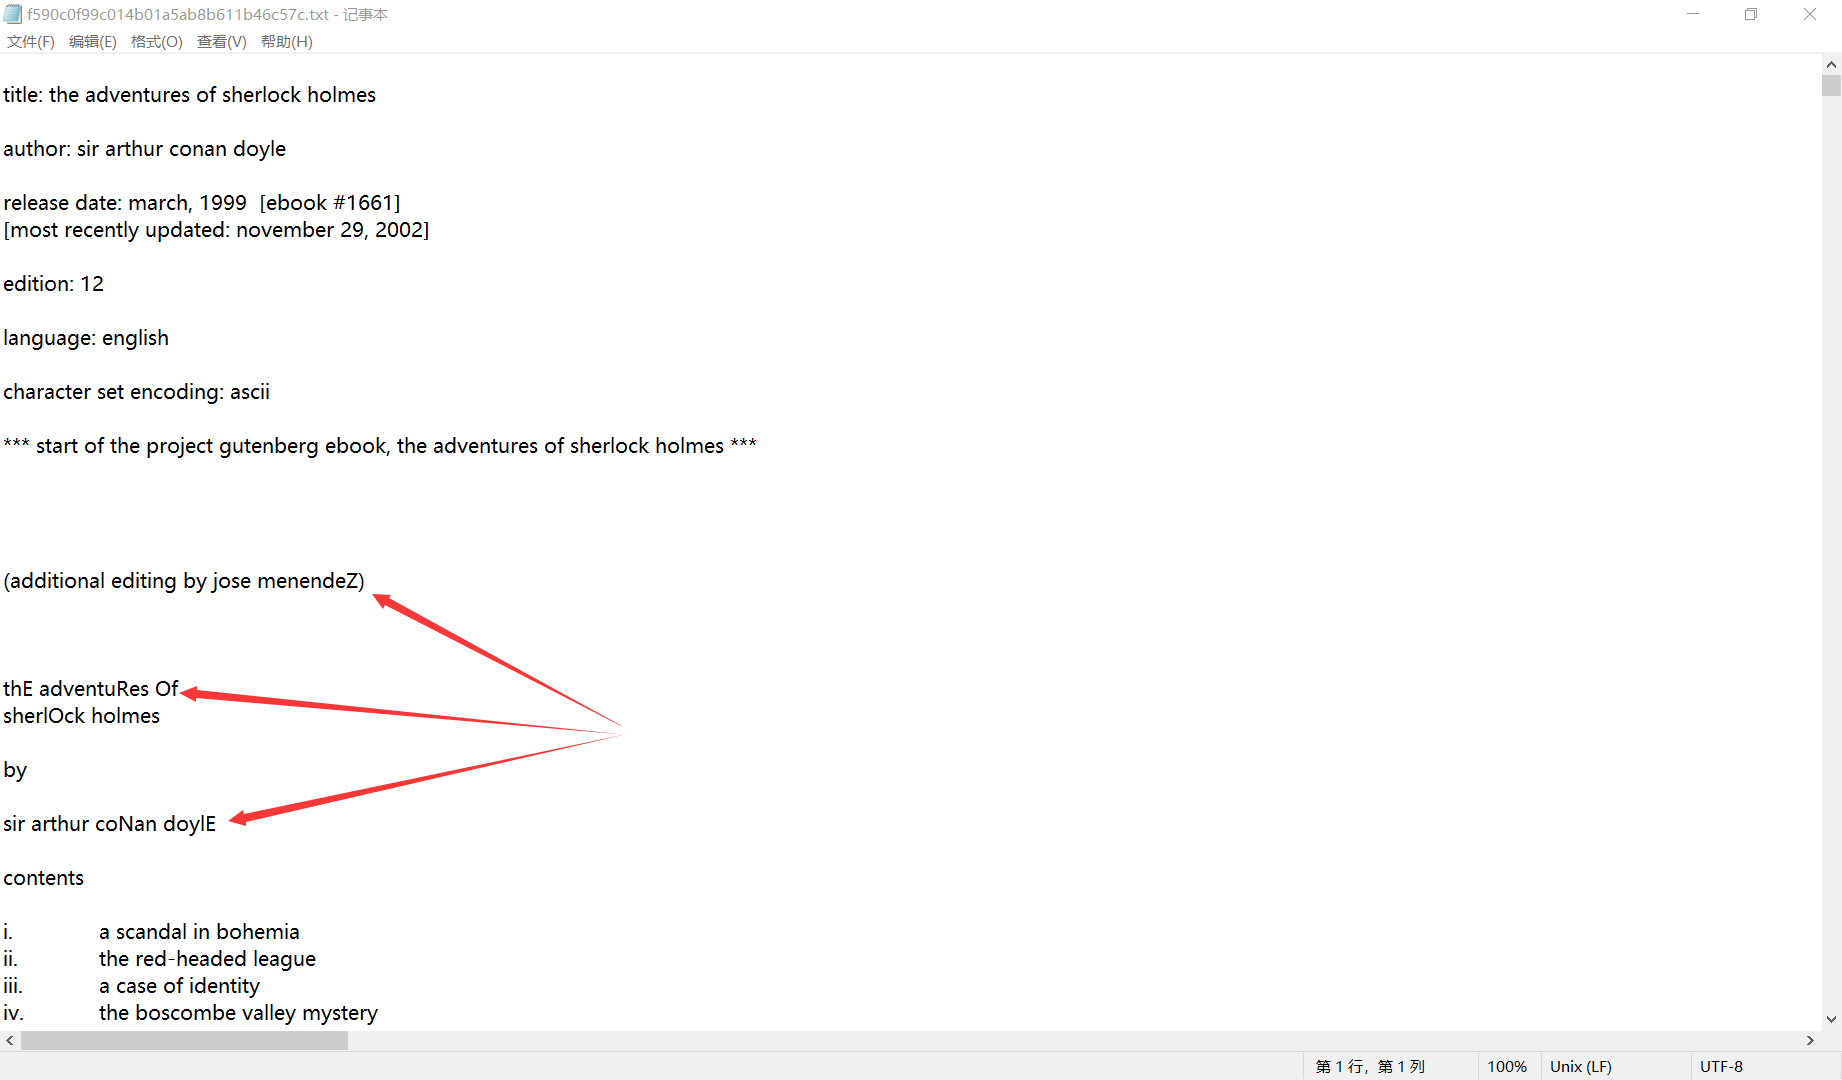 f590c0f99c014b01a5ab8b611b46c57c.txt - 记事本
文件(F) 编辑(E) 格式(O) 查看(V) 帮助(H)
title: the adventures of sherlock holmes
author: sir arthur conan doyle
release date: march, 1999  [ebook #1661]
[most recently updated: november 29, 2002]
edition: 12
language: english
character set encoding: ascii
*** start of the project gutenberg ebook, the adventures of sherlock holmes ***
(additional editing by jose menendeZ)
thE adventuRes Of
sherlOck holmes
by
sir arthur coNan doylE
contents
i. a scandal in bohemia
ii. the red-headed league
iii. a case of identity
iv. the boscombe valley mystery
第 1 行，第 1 列 100% Unix (LF) UTF-8